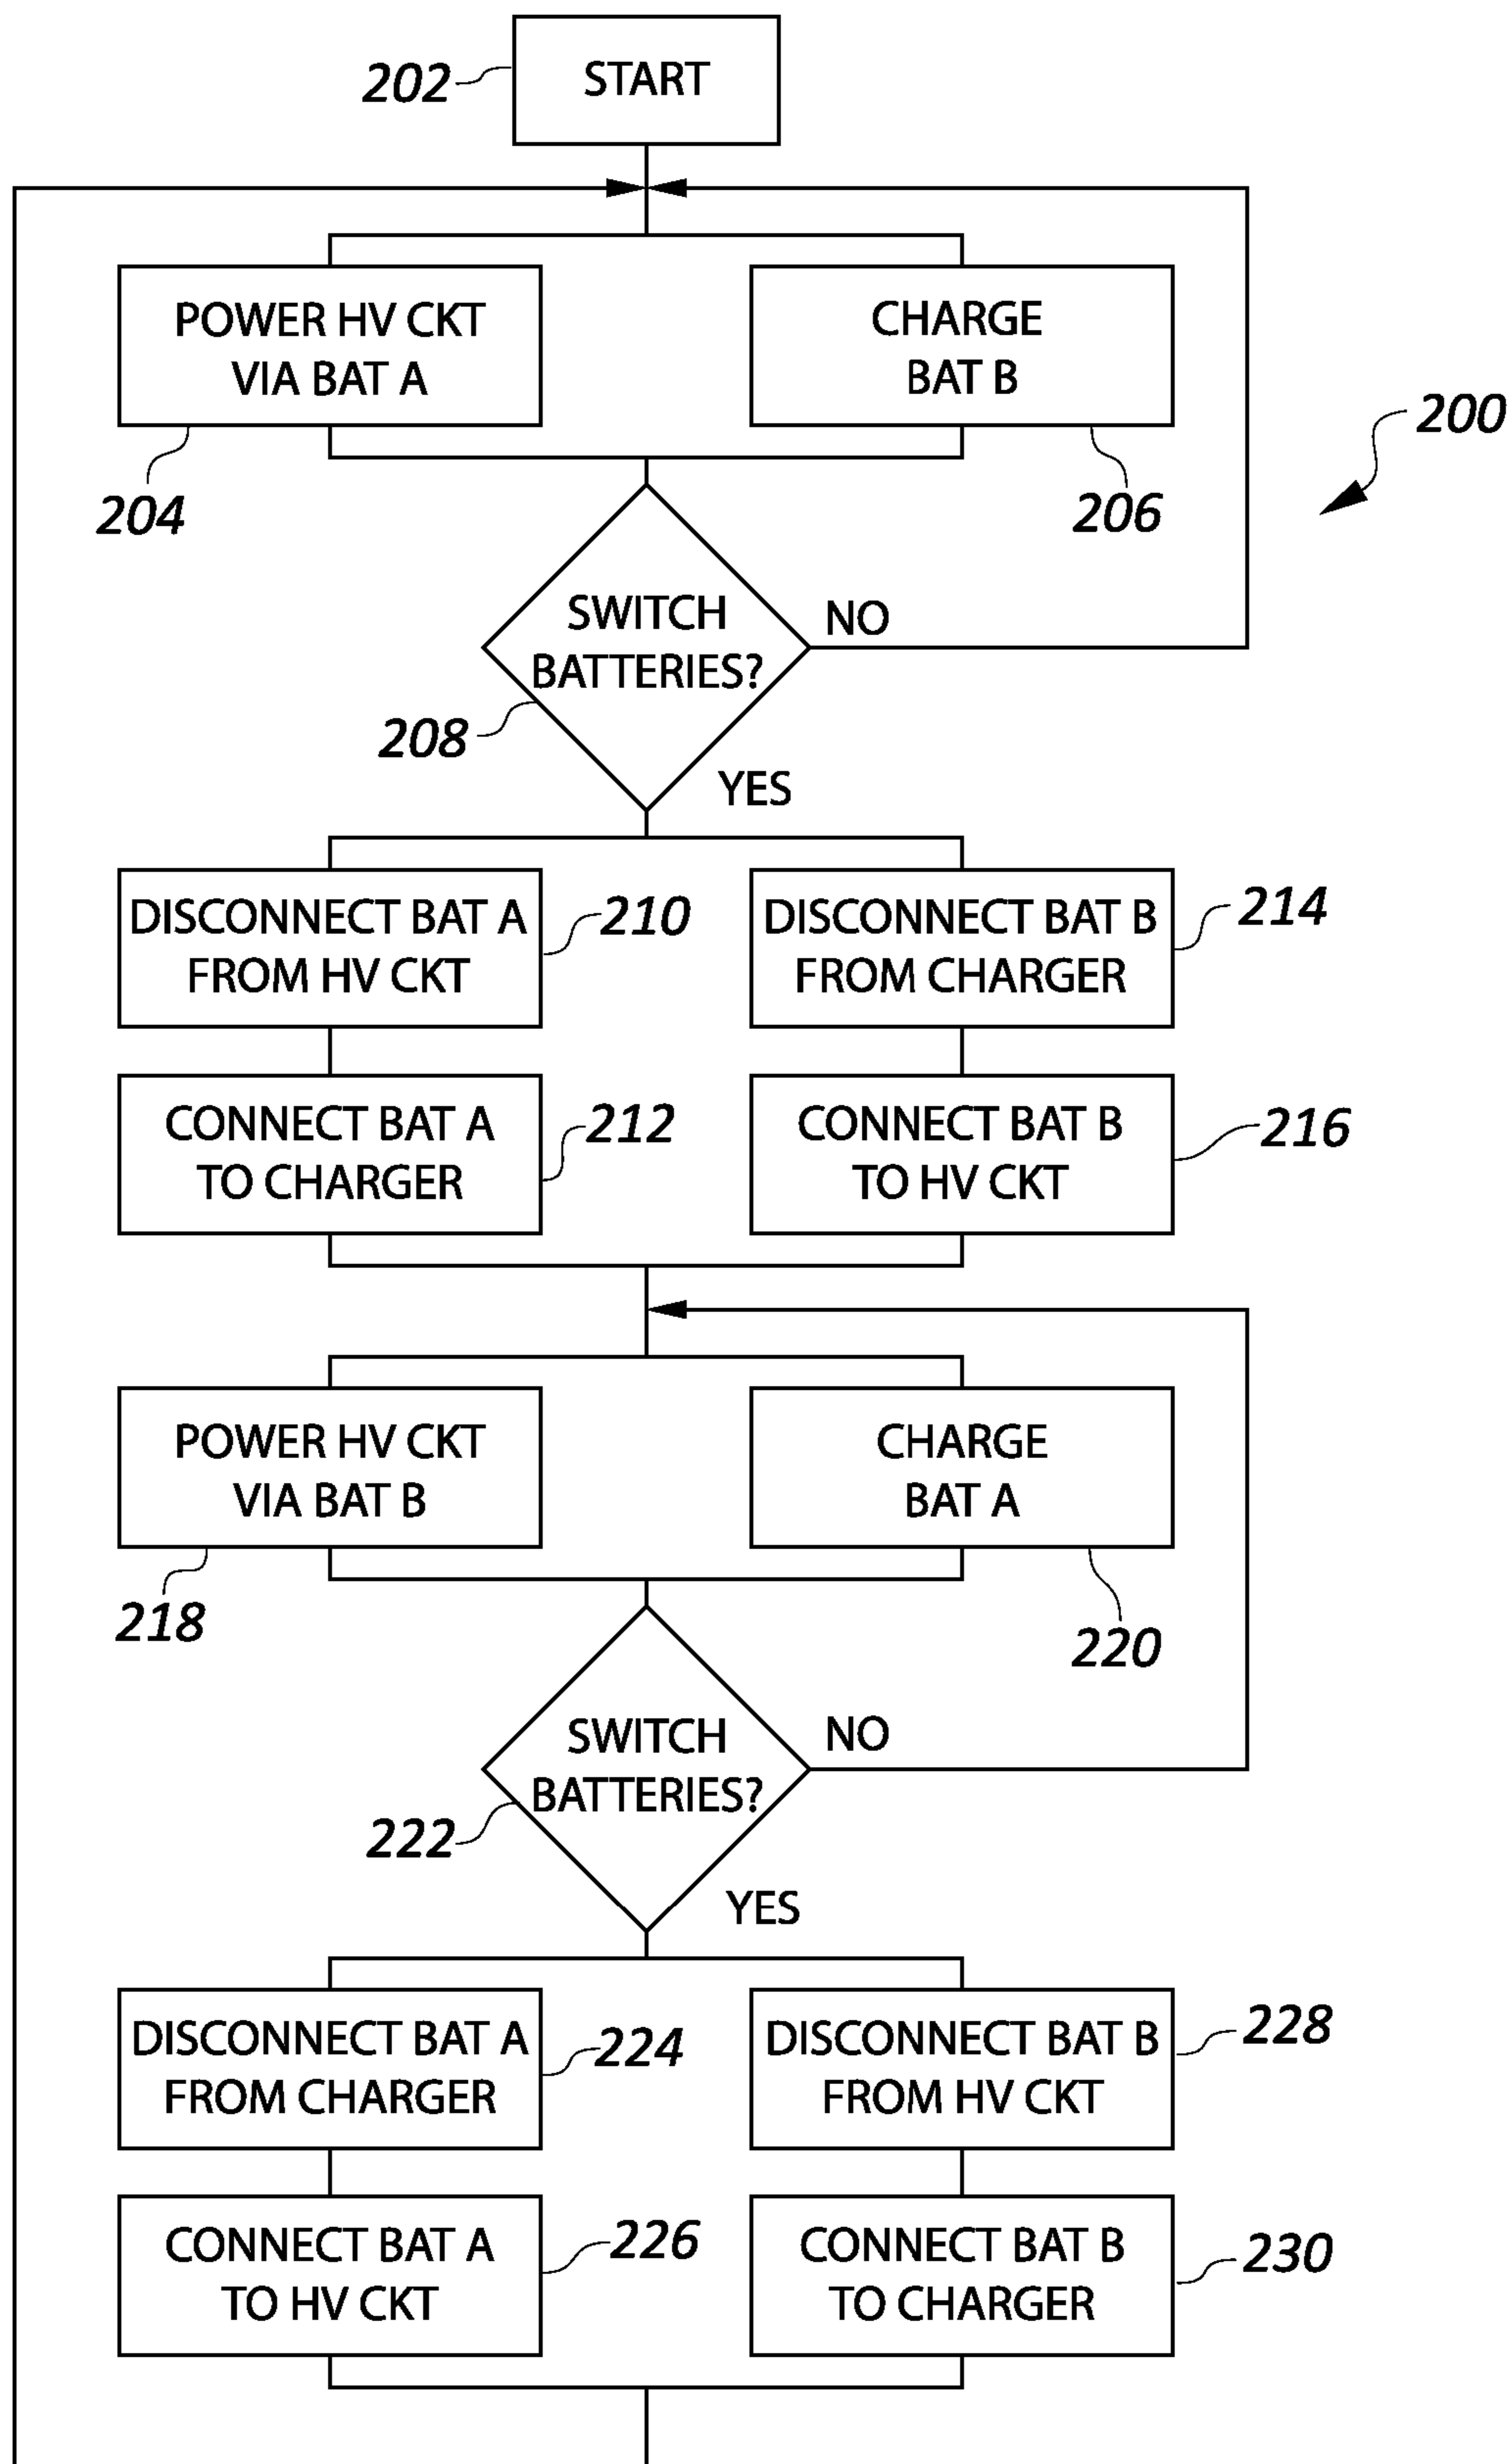 202
START
POWER HV CKT
VIA BAT A
CHARGE
BAT B
200
204
206
SWITCH
BATTERIES?
NO
208
YES
DISCONNECT BAT A
FROM HV CKT
210
DISCONNECT BAT B
FROM CHARGER
214
CONNECT BAT A
TO CHARGER
212
CONNECT BAT B
TO HV CKT
216
POWER HV CKT
VIA BAT B
CHARGE
BAT A
218
220
SWITCH
BATTERIES?
NO
222
YES
DISCONNECT BAT A
FROM CHARGER
224
DISCONNECT BAT B
FROM HV CKT
228
CONNECT BAT A
TO HV CKT
226
CONNECT BAT B
TO CHARGER
230